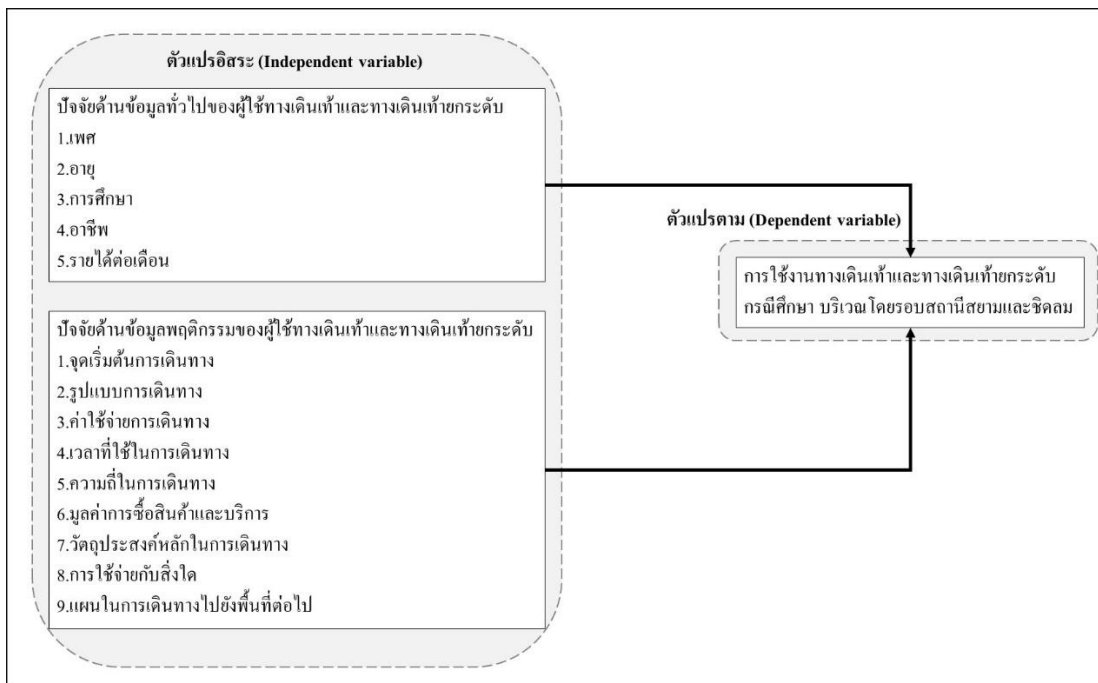 ตัวแปรอิสระ (Independent variable)
ปัจจัยด้านข้อมูลทั่วไปของผู้ใช้ทางเดินเท้าและทางเดินเท้ายกระดับ
1.เพศ
2.อายุ
3.การศึกษา
4.อาชีพ
5.รายได้ต่อเดือน
ปัจจัยด้านข้อมูลพฤติกรรมของผู้ใช้ทางเดินเท้าและทางเดินเท้ายกระดับ
1.จุดเริ่มต้นการเดินทาง
2.รูปแบบการเดินทาง
3.ค่าใช้จ่ายการเดินทาง
4.เวลาที่ใช้ในการเดินทาง
5.ความถี่ในการเดินทาง
6.มูลค่าการซื้อสินค้าและบริการ
7.วัตถุประสงค์หลักในการเดินทาง
8.การใช้จ่ายกับสิ่งใด
9.แผนในการเดินทางไปยังพื้นที่ต่อไป
ตัวแปรตาม (Dependent variable)
การใช้งานทางเดินเท้าและทางเดินเท้ายกระดับ
กรณีศึกษา บริเวณโดยรอบสถานีสยามและชิดลม